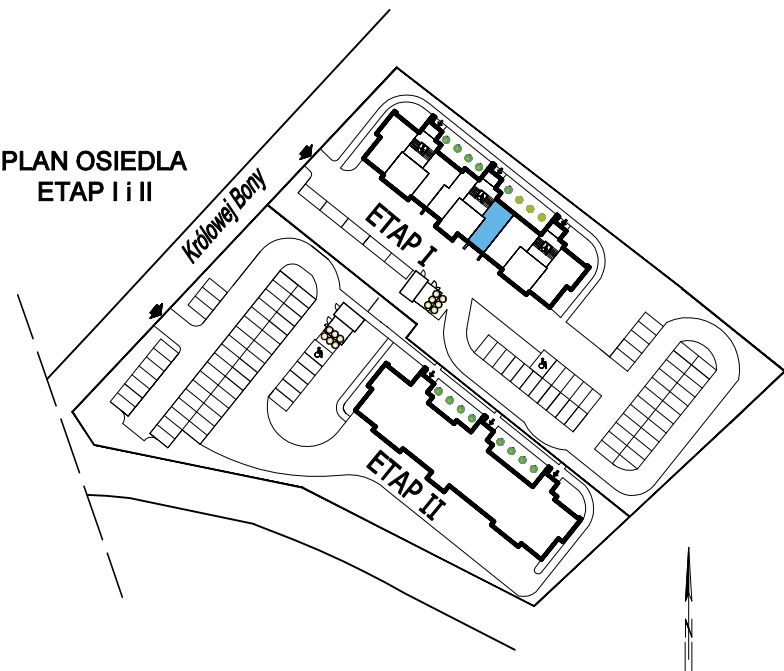 PLAN OSIEDLA
ETAP I i II
Królowej Bony
ETAP I
ETAP II
N